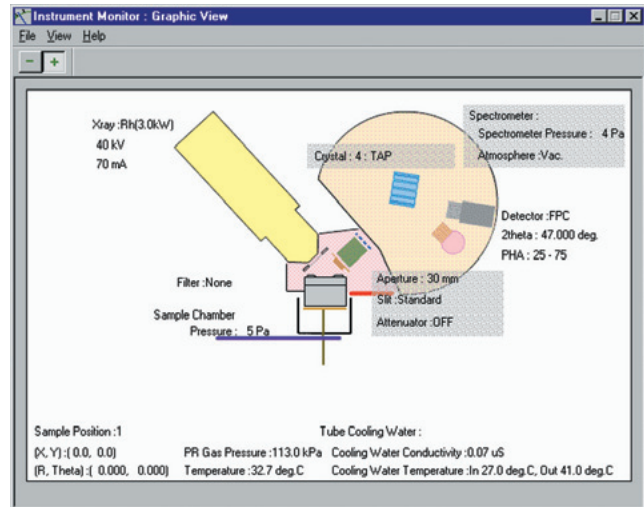 Instrument Monitor : Graphic View
File View Help
Xray :Rh(3.0kW)
40 kV
70 mA
Spectrometer :
Spectrometer Pressure : 4 Pa
Atmosphere :Vac.
Crystal : 4 : TAP
Detector :FPC
2theta : 47.000 deg.
PHA : 25 - 75
Filter :None
Aperture : 30 mm
Slit :Standard
Attenuator :OFF
Sample Chamber
Pressure : 5 Pa
Sample Position :1
Tube Cooling Water :
(X, Y) :( 0.0, 0.0) PR Gas Pressure :113.0 kPa Cooling Water Conductivity :0.07 uS
(R, Theta) :( 0.000, 0.000) Temperature :32.7 deg.C Cooling Water Temperature :In 27.0 deg.C, Out 41.0 deg.C